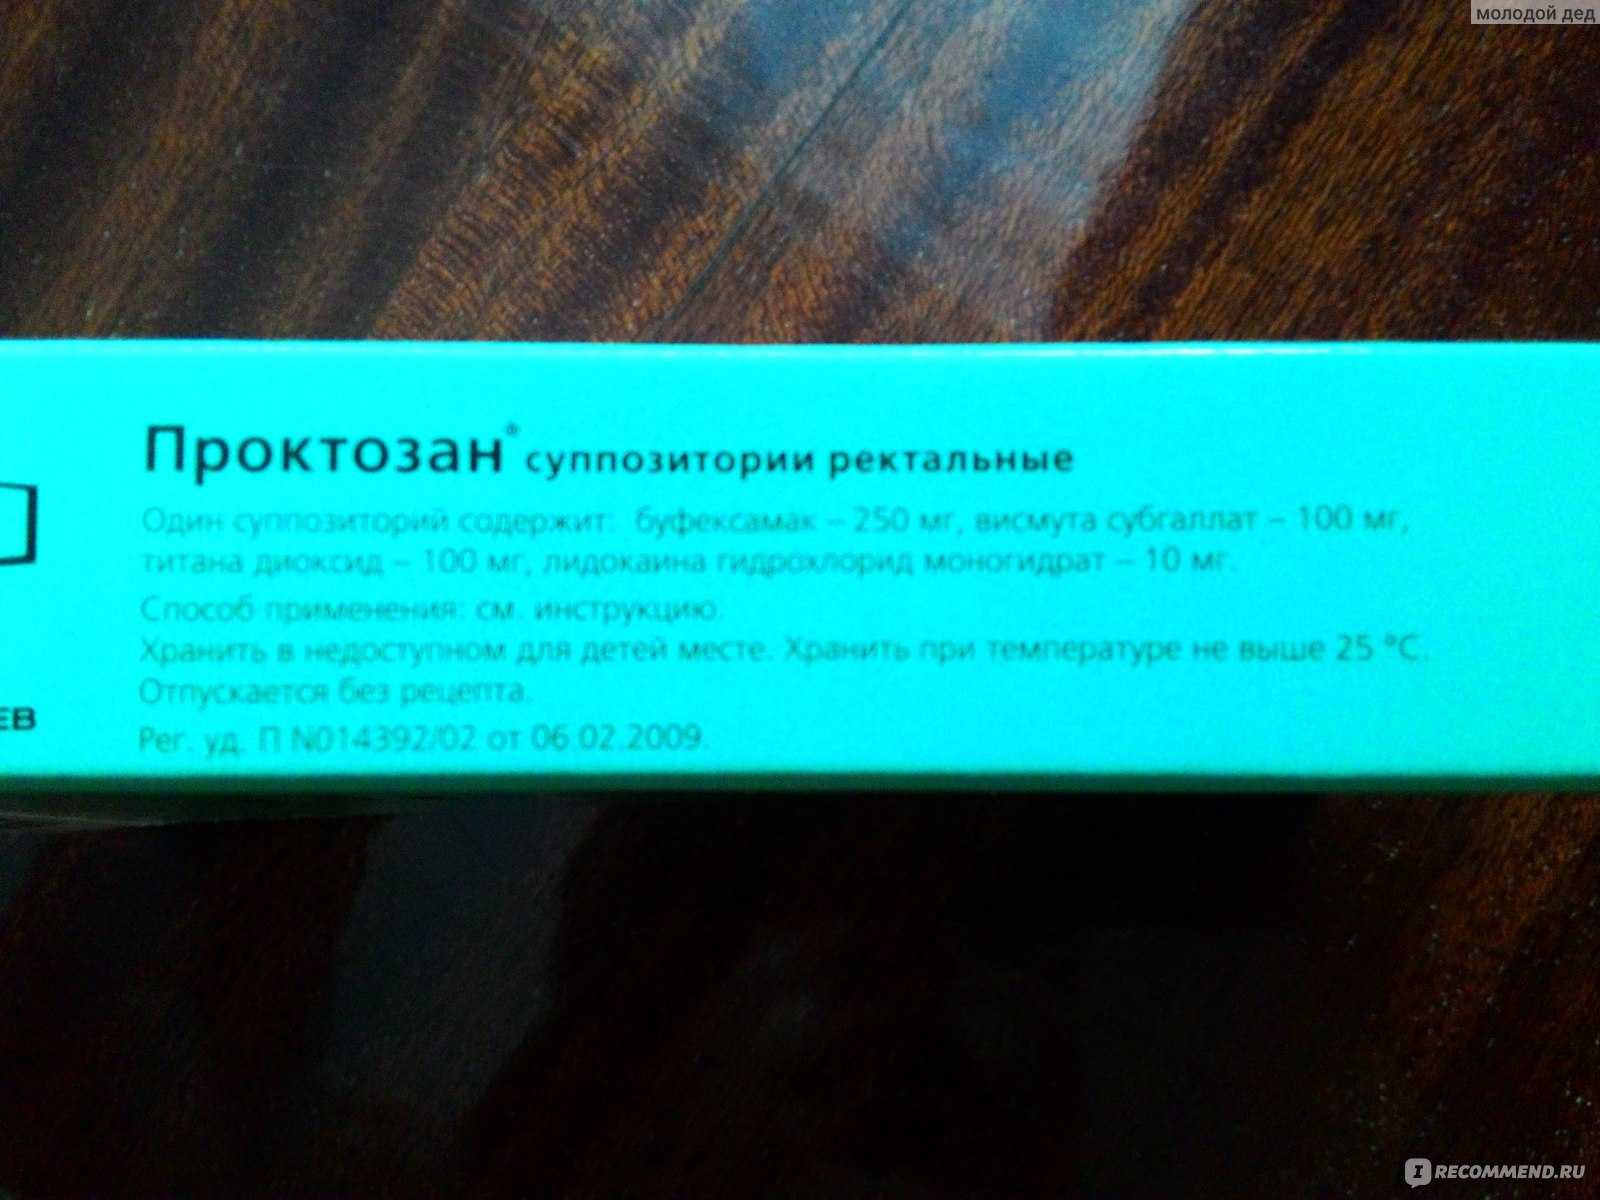 молодой дед
Проктозан® суппозитории ректальные
Один суппозиторий содержит: буфексамак – 250 мг, висмута субгаллат – 100 мг,
титана диоксид – 100 мг, лидокаина гидрохлорид моногидрат – 10 мг.
Способ применения: см. инструкцию.
Хранить в недоступном для детей месте. Хранить при температуре не выше 25 °C.
Отпускается без рецепта.
ЕВ
Рег. уд. П N014392/02 от 06.02.2009.
IRECOMMEND.RU